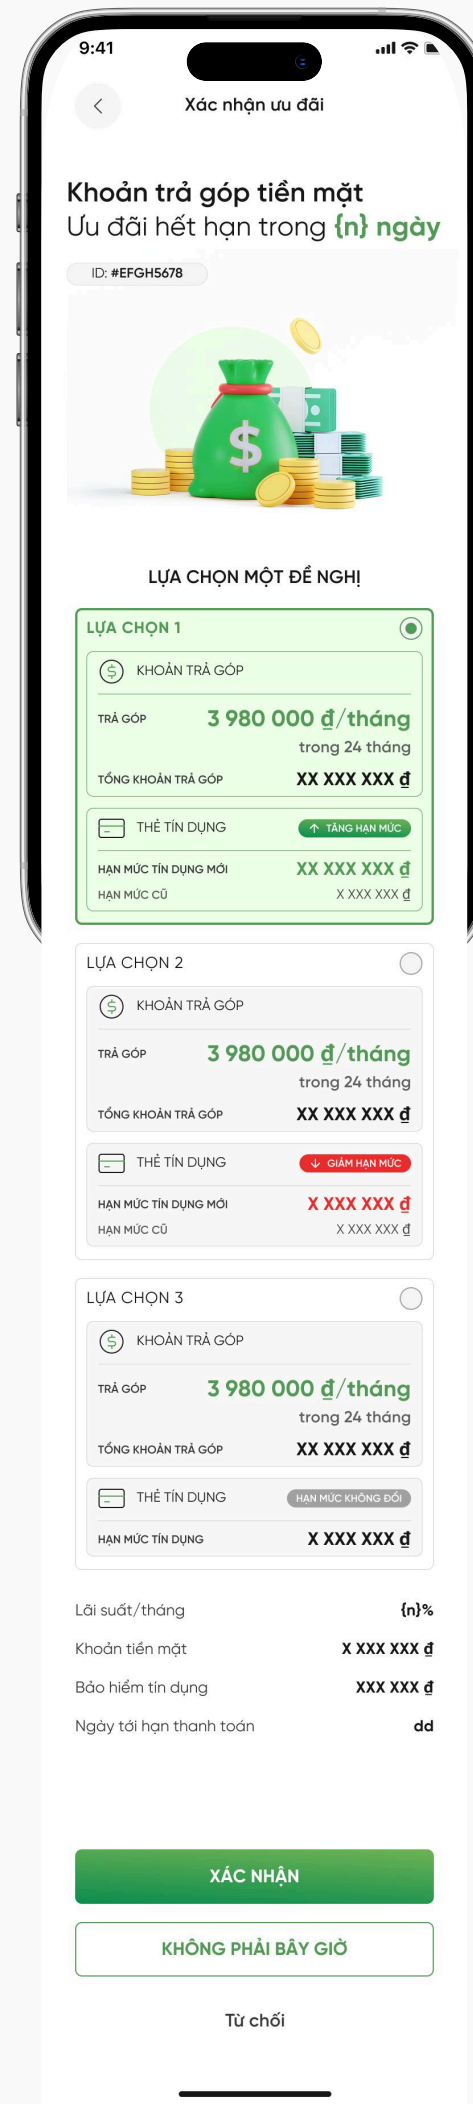 9:41
Xác nhận ưu đãi
Khoản trả góp tiền mặt
Ưu đãi hết hạn trong {n} ngày
ID: #EFGH5678
$
LỰA CHỌN MỘT ĐỀ NGHỊ
LỰA CHỌN 1
KHOẢN TRẢ GÓP
TRẢ GÓP 3 980 000 ₫/tháng
trong 24 tháng
TỔNG KHOẢN TRẢ GÓP XX XXX XXX ₫
THẺ TÍN DỤNG ↑ TĂNG HẠN MỨC
HẠN MỨC TÍN DỤNG MỚI XX XXX XXX ₫
HẠN MỨC CŨ X XXX XXX ₫
LỰA CHỌN 2
KHOẢN TRẢ GÓP
TRẢ GÓP 3 980 000 ₫/tháng
trong 24 tháng
TỔNG KHOẢN TRẢ GÓP XX XXX XXX ₫
THẺ TÍN DỤNG ↓ GIẢM HẠN MỨC
HẠN MỨC TÍN DỤNG MỚI X XXX XXX ₫
HẠN MỨC CŨ X XXX XXX ₫
LỰA CHỌN 3
KHOẢN TRẢ GÓP
TRẢ GÓP 3 980 000 ₫/tháng
trong 24 tháng
TỔNG KHOẢN TRẢ GÓP XX XXX XXX ₫
THẺ TÍN DỤNG HẠN MỨC KHÔNG ĐỔI
HẠN MỨC TÍN DỤNG X XXX XXX ₫
Lãi suất/tháng {n}%
Khoản tiền mặt X XXX XXX ₫
Bảo hiểm tín dụng XXX XXX ₫
Ngày tới hạn thanh toán dd
XÁC NHẬN
KHÔNG PHẢI BÂY GIỜ
Từ chối